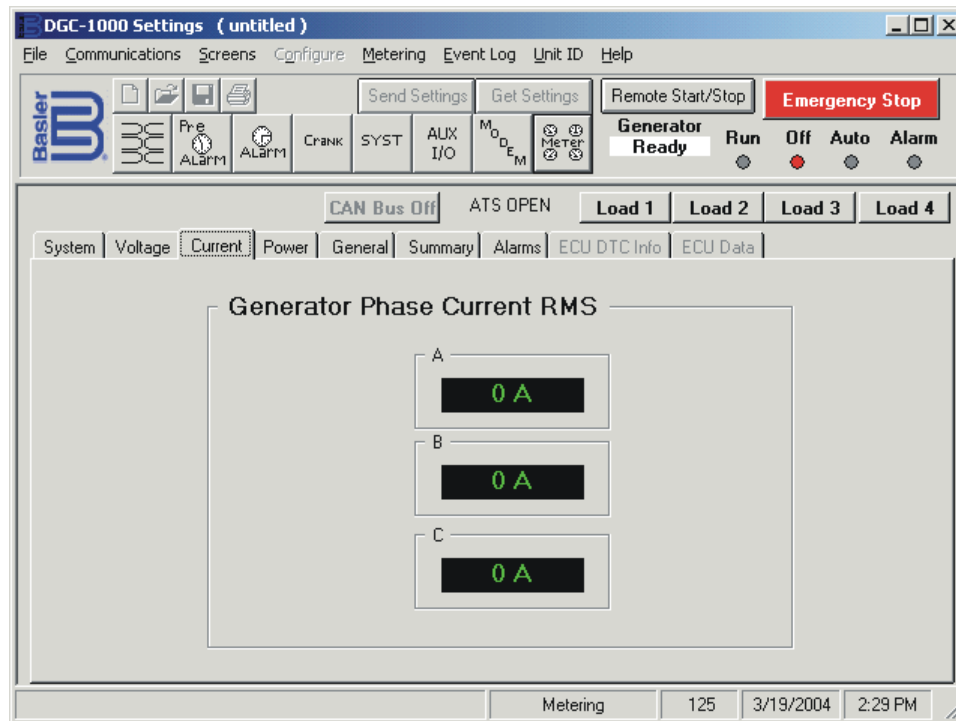 DGC-1000 Settings ( untitled )
File Communications Screens Configure Metering Event Log Unit ID Help
Basler
Send Settings Get Settings Remote Start/Stop Emergency Stop
Pre ALarm
ALarm
Crank
SYST
AUX I/O
MODEM
METER
Generator Ready
Run Off Auto Alarm
CAN Bus Off ATS OPEN Load 1 Load 2 Load 3 Load 4
System Voltage Current Power General Summary Alarms ECU DTC Info ECU Data
Generator Phase Current RMS
A
0 A
B
0 A
C
0 A
Metering 125 3/19/2004 2:29 PM